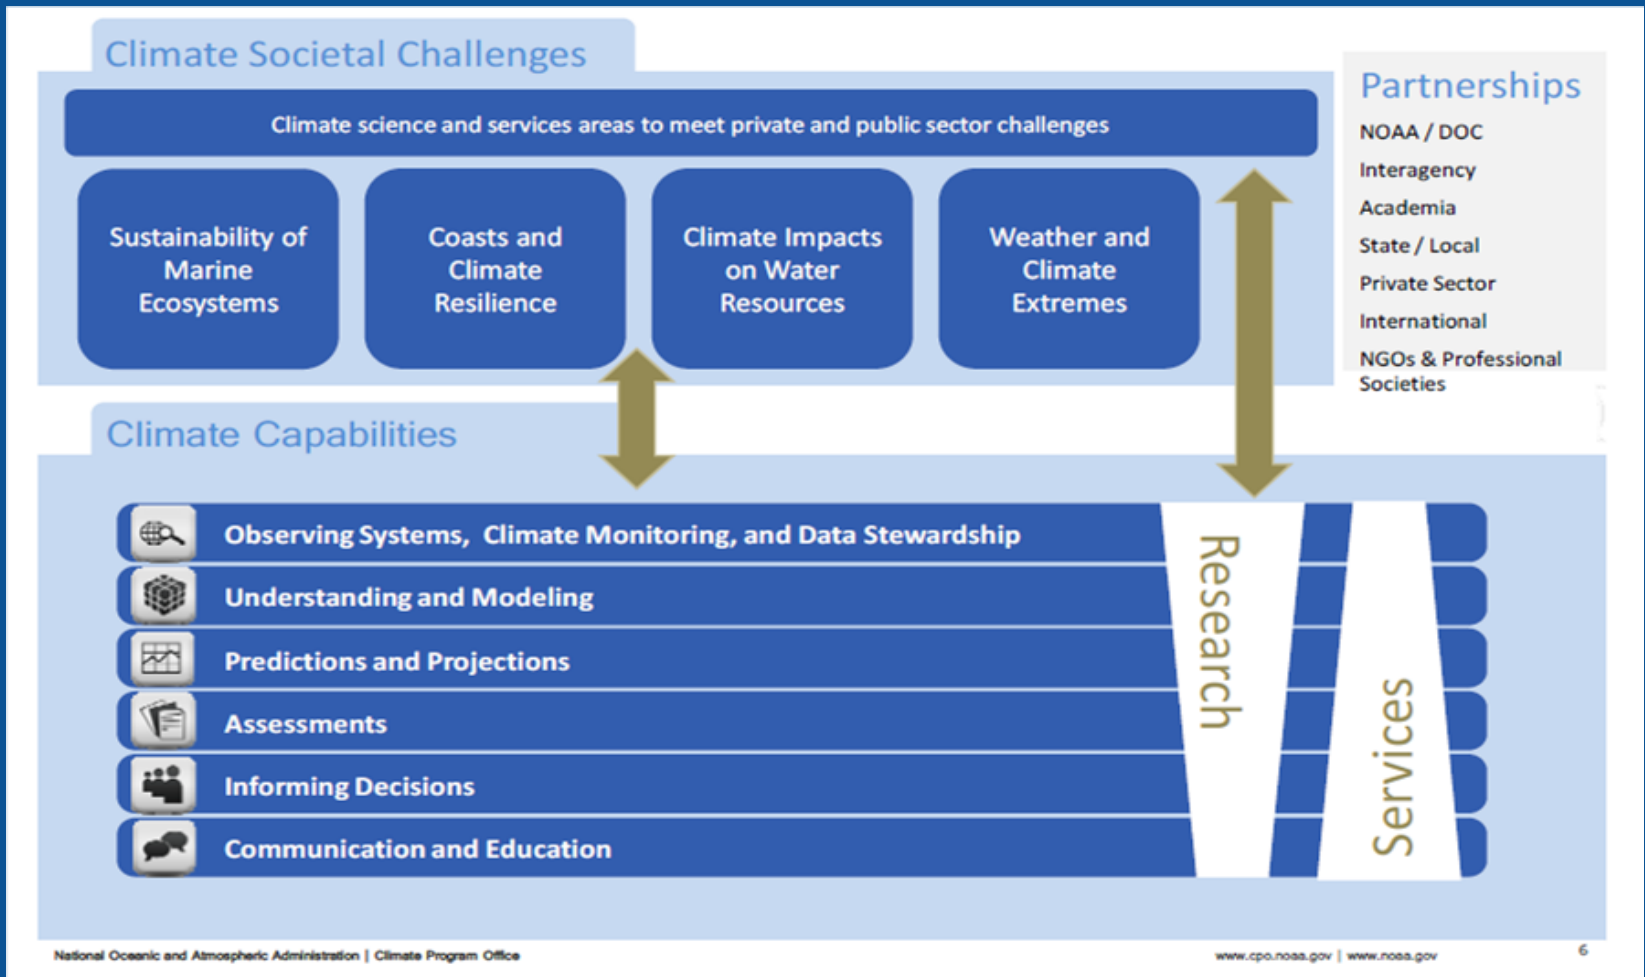 Climate Societal Challenges
Climate science and services areas to meet private and public sector challenges
Sustainability of
Marine
Ecosystems
Coasts and
Climate
Resilience
Climate Impacts
on Water
Resources
Weather and
Climate
Extremes
Partnerships
NOAA / DOC
Interagency
Academia
State / Local
Private Sector
International
NGOs & Professional
Societies
Climate Capabilities
Observing Systems, Climate Monitoring, and Data Stewardship
Understanding and Modeling
Predictions and Projections
Assessments
Informing Decisions
Communication and Education
Research
Services
National Oceanic and Atmospheric Administration | Climate Program Office
www.cpo.noaa.gov | www.noaa.gov
6